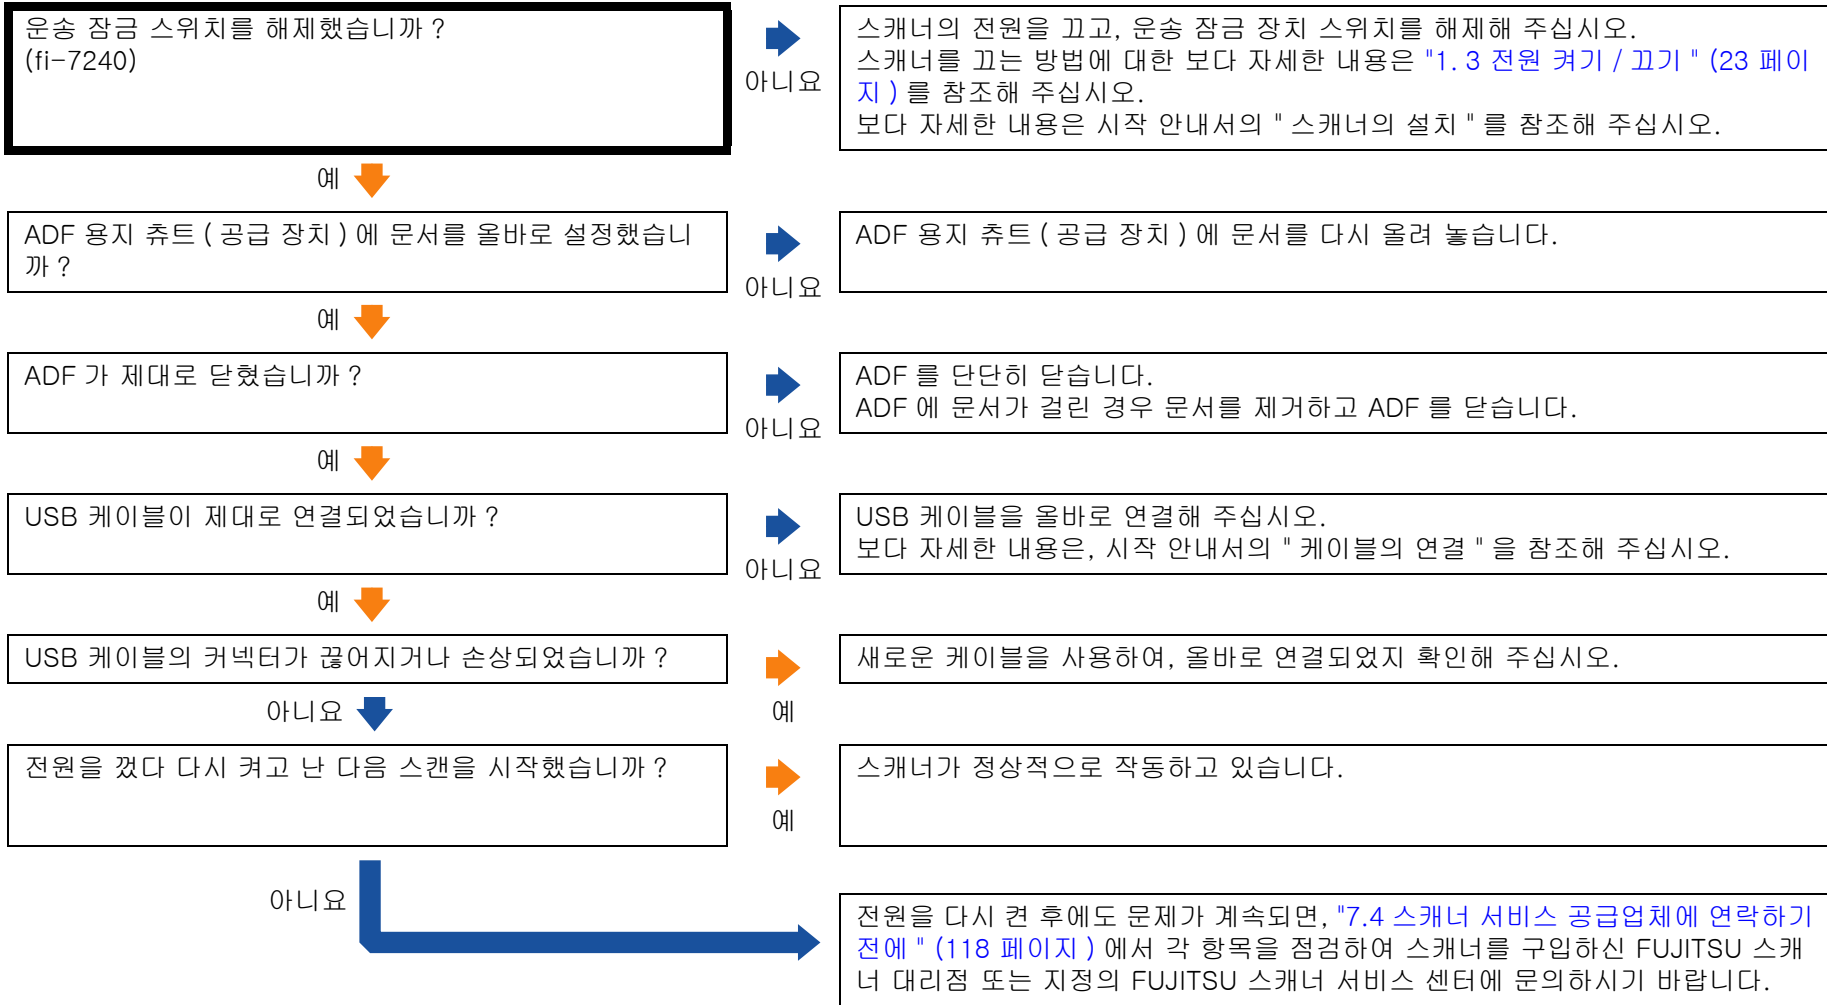 운송 잠금 스위치를 해제했습니까 ?
(fi-7240)
아니요
스캐너의 전원을 끄고, 운송 잠금 장치 스위치를 해제해 주십시오.
스캐너를 끄는 방법에 대한 보다 자세한 내용은 "1. 3 전원 켜기 / 끄기 " (23 페이
지 ) 를 참조해 주십시오.
보다 자세한 내용은 시작 안내서의 " 스캐너의 설치 " 를 참조해 주십시오.
예
ADF 용지 츄트 ( 공급 장치 ) 에 문서를 올바로 설정했습니
까 ?
아니요
ADF 용지 츄트 ( 공급 장치 ) 에 문서를 다시 올려 놓습니다.
예
ADF 가 제대로 닫혔습니까 ?
아니요
ADF 를 단단히 닫습니다.
ADF 에 문서가 걸린 경우 문서를 제거하고 ADF 를 닫습니다.
예
USB 케이블이 제대로 연결되었습니까 ?
아니요
USB 케이블을 올바로 연결해 주십시오.
보다 자세한 내용은, 시작 안내서의 " 케이블의 연결 " 을 참조해 주십시오.
예
USB 케이블의 커넥터가 끊어지거나 손상되었습니까 ?
예
새로운 케이블을 사용하여, 올바로 연결되었지 확인해 주십시오.
아니요
전원을 껐다 다시 켜고 난 다음 스캔을 시작했습니까 ?
예
스캐너가 정상적으로 작동하고 있습니다.
아니요
전원을 다시 켠 후에도 문제가 계속되면, "7.4 스캐너 서비스 공급업체에 연락하기
전에 " (118 페이지 ) 에서 각 항목을 점검하여 스캐너를 구입하신 FUJITSU 스캐
너 대리점 또는 지정의 FUJITSU 스캐너 서비스 센터에 문의하시기 바랍니다.